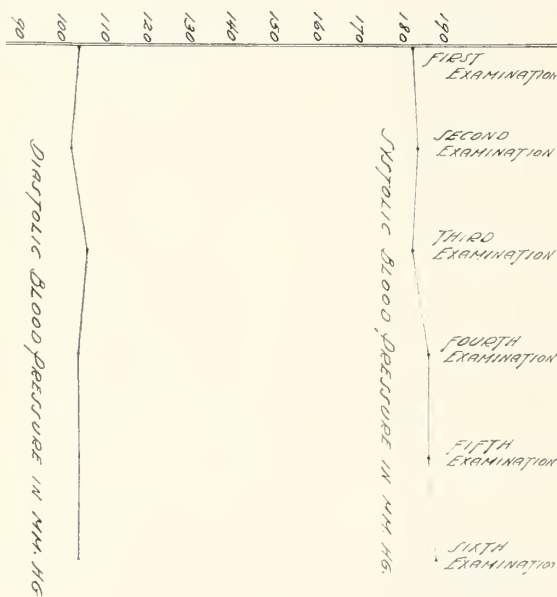 90
100
110
120
130
140
150
160
170
180
190
FIRST
EXAMINATION
SECOND
EXAMINATION
THIRD
EXAMINATION
FOURTH
EXAMINATION
FIFTH
EXAMINATION
SIXTH
EXAMINATION
SYSTOLIC BLOOD PRESSURE IN MM HG.
DIASTOLIC BLOOD PRESSURE IN MM. HG